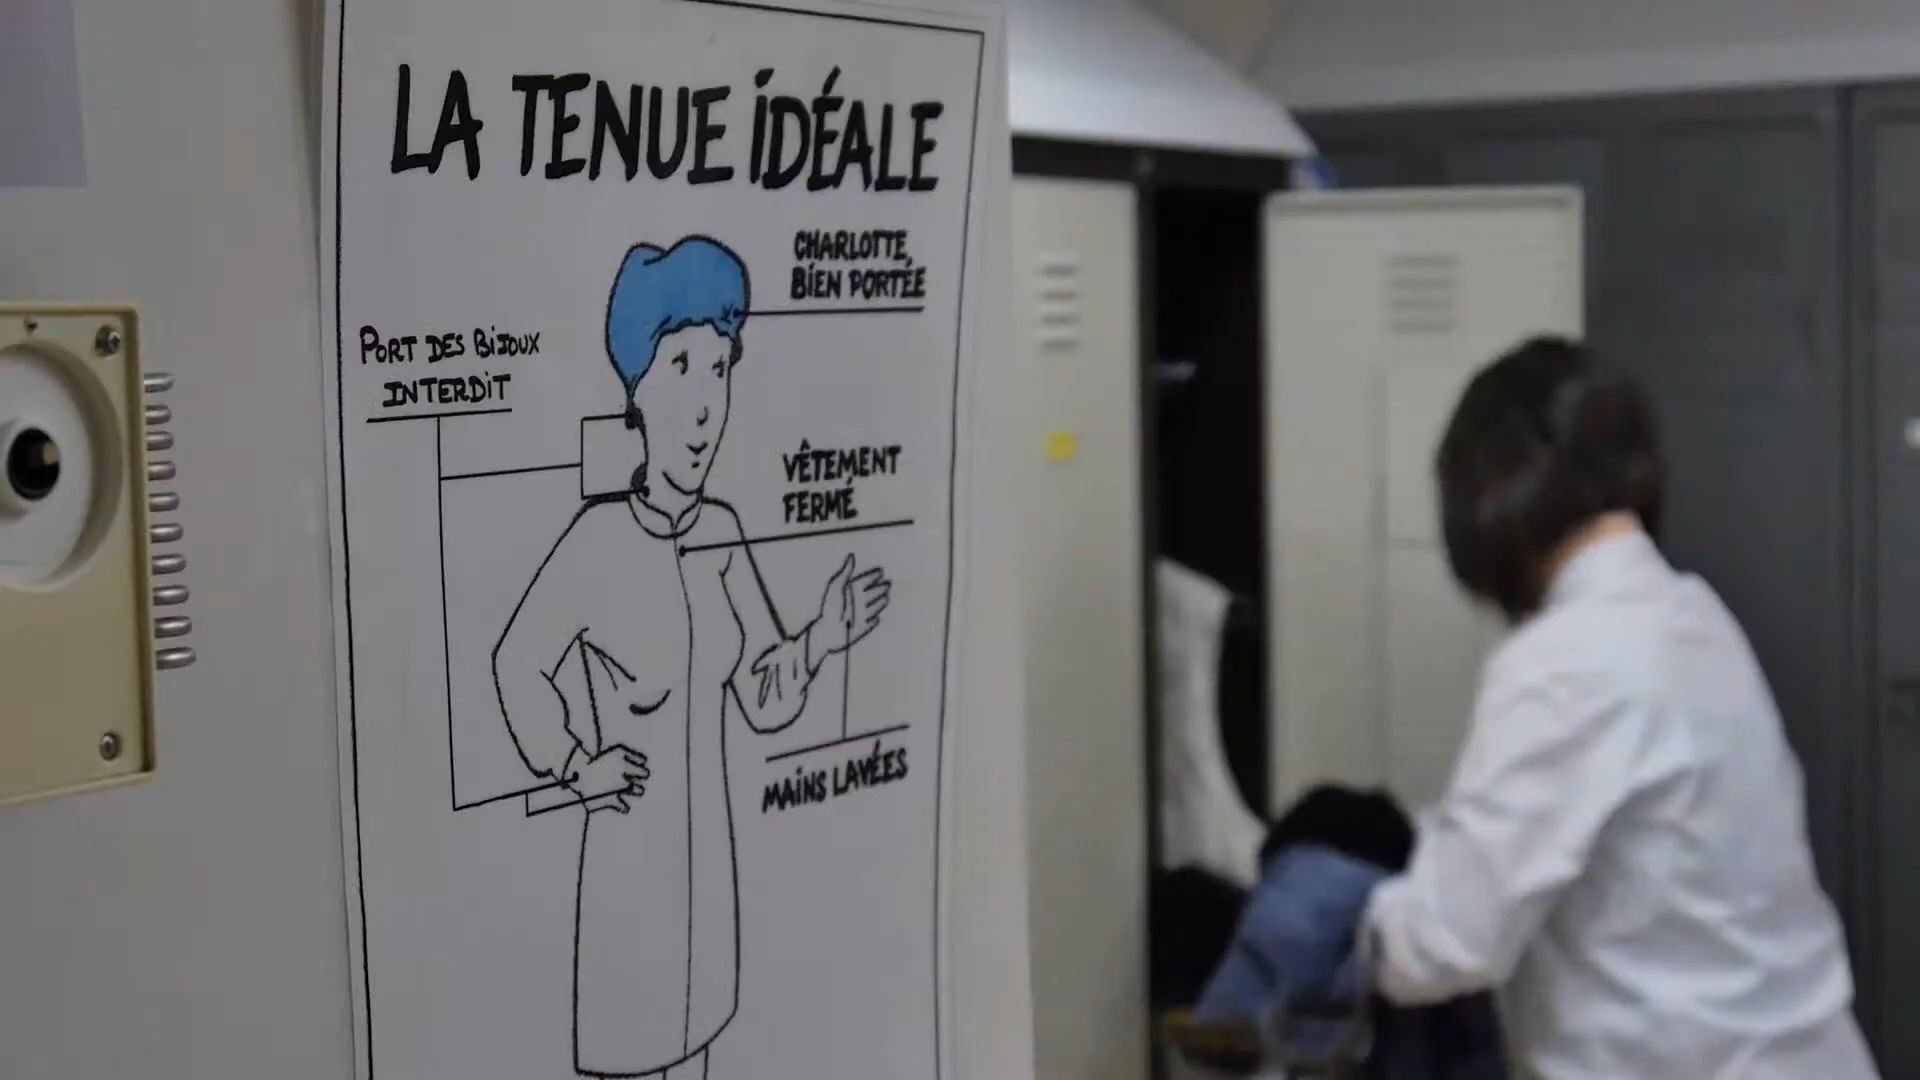 LA TENUE IDÉALE
CHARLOTTE,
BIEN PORTÉE
PORT DES BIJOUX
INTERDIT
VÊTEMENT
FERMÉ
MAINS LAVÉES